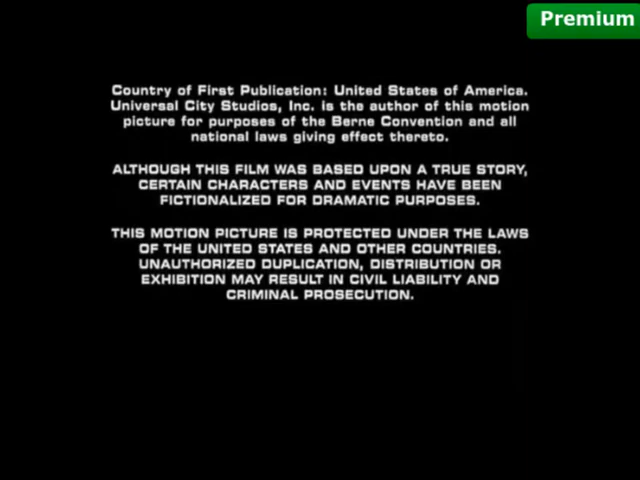 Premium
Country of First Publication: United States of America.
Universal City Studios, Inc. is the author of this motion
picture for purposes of the Berne Convention and all
national laws giving effect thereto.
ALTHOUGH THIS FILM WAS BASED UPON A TRUE STORY,
CERTAIN CHARACTERS AND EVENTS HAVE BEEN
FICTIONALIZED FOR DRAMATIC PURPOSES.
THIS MOTION PICTURE IS PROTECTED UNDER THE LAWS
OF THE UNITED STATES AND OTHER COUNTRIES.
UNAUTHORIZED DUPLICATION, DISTRIBUTION OR
EXHIBITION MAY RESULT IN CIVIL LIABILITY AND
CRIMINAL PROSECUTION.